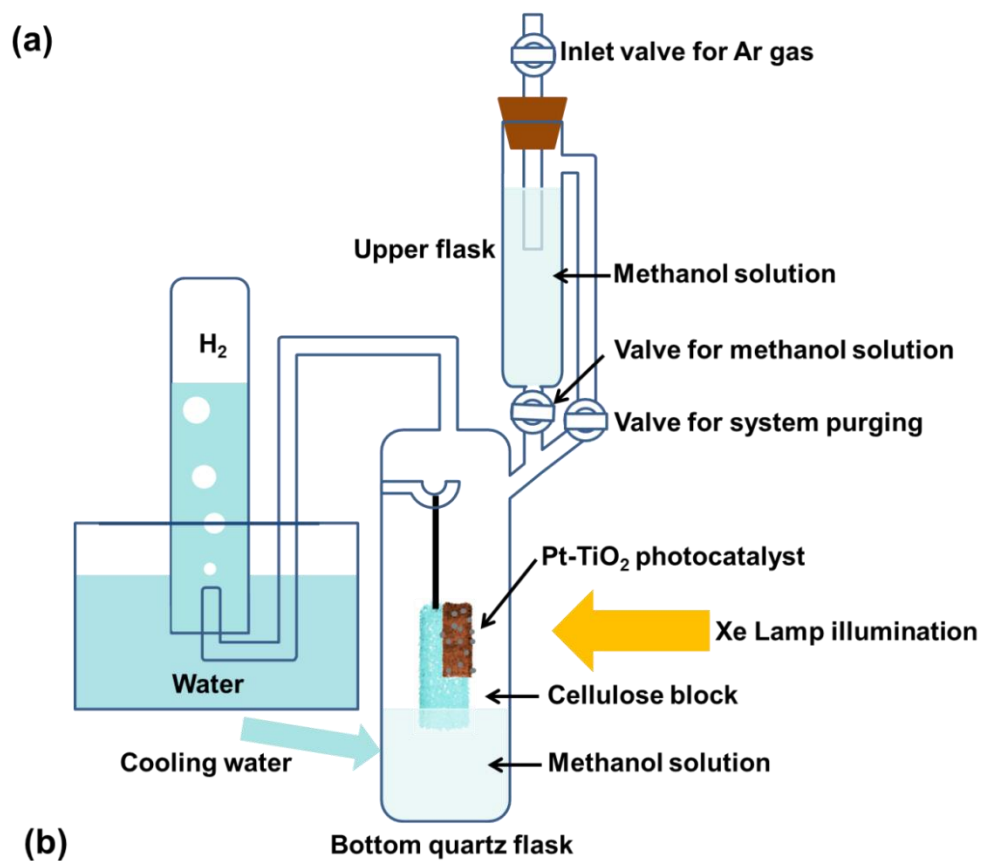 (a)
Inlet valve for Ar gas
Upper flask
Methanol solution
H₂
Valve for methanol solution
Valve for system purging
Pt-TiO₂ photocatalyst
Xe Lamp illumination
Water
Cellulose block
Cooling water
Methanol solution
(b)
Bottom quartz flask